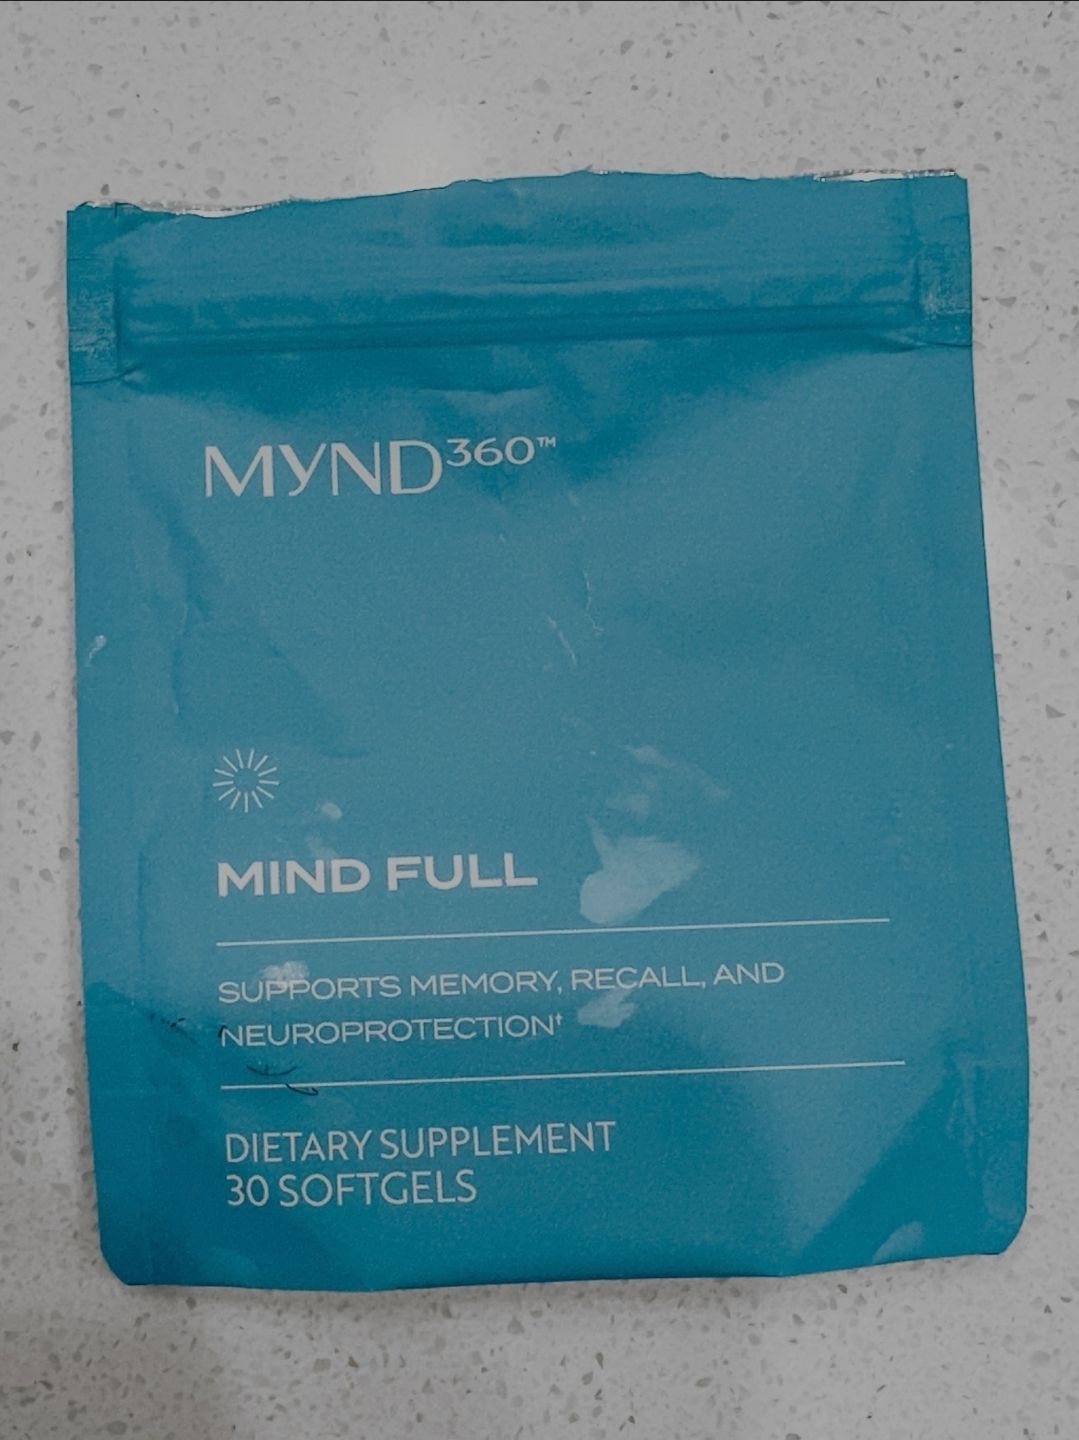 MYND360™
MIND FULL
SUPPORTS MEMORY, RECALL, AND
NEUROPROTECTION†
DIETARY SUPPLEMENT
30 SOFTGELS